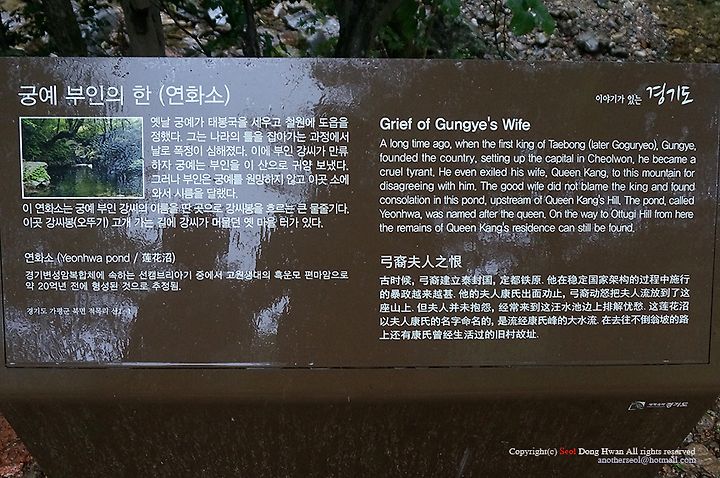 궁예 부인의 한 (연화소)
옛날 궁예가 태봉국을 세우고 철원에 도읍을
정했다. 그는 나라의 틀을 잡아가는 과정에서
날로 폭정이 심해졌다. 이에 부인 강씨가 만류
하자 궁예는 부인을 이 산으로 귀양 보냈다.
그러나 부인은 궁예를 원망하지 않고 이곳 소에
와서 시름을 달랬다.
이 연화소는 궁예 부인 강씨의 이름을 딴 곳으로 강씨봉을 흐르는 큰 물줄기다.
이곳 강씨봉(오뚜기) 고개 가는 길에 강씨가 머물던 옛 마을 터가 있다.
연화소 (Yeonhwa pond / 蓮花沼)
경기변성암복합체에 속하는 선캠브리아기 중에서 고원생대의 흑운모 편마암으로
약 20억년 전에 형성된 것으로 추정됨.
경기도 가평군 북면 적목리 산
이야기가 있는 경기도
Grief of Gungye's Wife
A long time ago, when the first king of Taebong (later Goguryeo), Gungye,
founded the country, setting up the capital in Cheolwon, he became a
cruel tyrant. He even exiled his wife, Queen Kang, to this mountain for
disagreeing with him. The good wife did not blame the king and found
consolation in this pond, upstream of Queen Kang's Hill. The pond, called
Yeonhwa, was named after the queen. On the way to Ottugi Hill from here
the remains of Queen Kang's residence can still be found.
弓裔夫人之恨
古时候，弓裔建立泰封国，定都铁原. 他在稳定国家架构的过程中施行
的暴政越来越甚. 他的夫人康氏出面劝止，弓裔动怒把夫人流放到了这
座山上. 但夫人并未抱怨，经常来到这汪水池边上排解忧愁. 这莲花沼
以夫人康氏的名字命名的，是流经康氏峰的大水流. 在去往不倒翁坡的路
上还有康氏曾经生活过的旧村故址.
경기도
Copyright(c) Seol Dong Hwan All rights reserved
anotherseol@hotmail.com